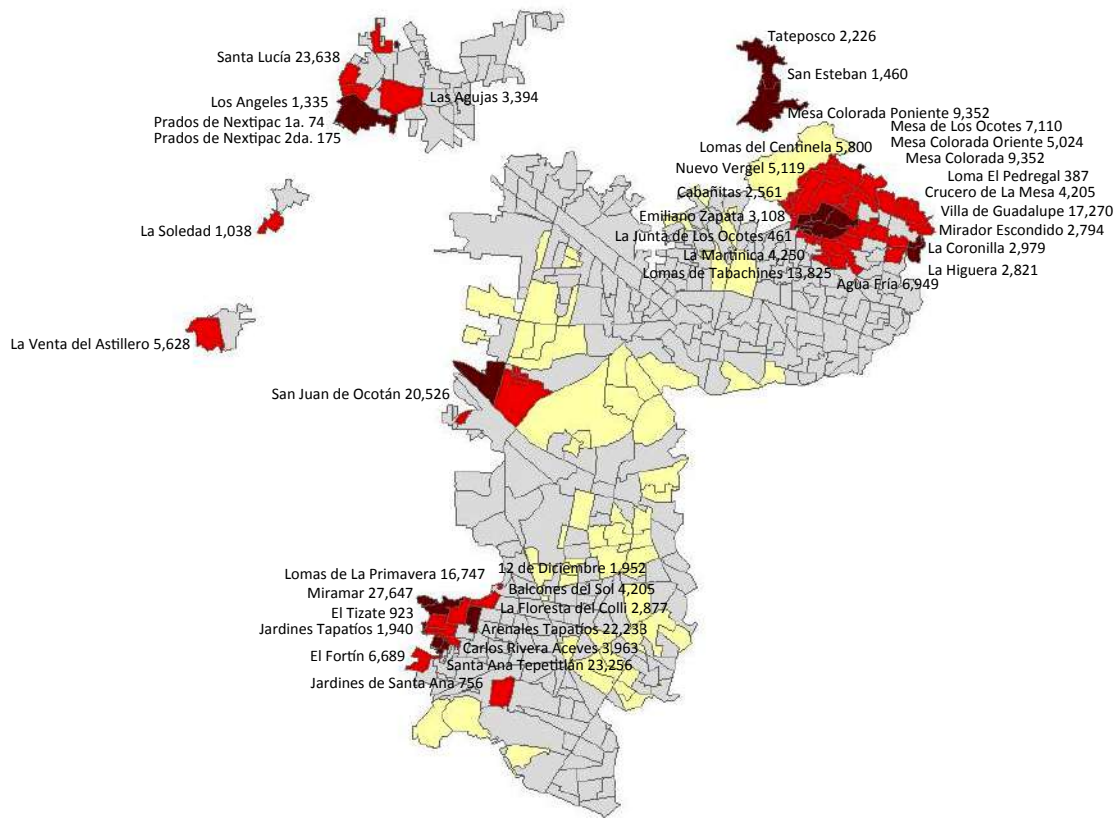 Tateposco 2,226
Santa Lucía 23,638
San Esteban 1,460
Las Agujas 3,394
Los Angeles 1,335
Mesa Colorada Poniente 9,352
Prados de Nextipac 1a. 74
Mesa de Los Ocotes 7,110
Prados de Nextipac 2da. 175
Mesa Colorada Oriente 5,024
Lomas del Centinela 5,800
Mesa Colorada 9,352
Nuevo Vergel 5,119
Loma El Pedregal 387
Cabañitas 2,561
Crucero de La Mesa 4,205
Villa de Guadalupe 17,270
Emiliano Zapata 3,108
La Soledad 1,038
Mirador Escondido 2,794
La Junta de Los Ocotes 461
La Coronilla 2,979
La Martinica 4,250
La Higuera 2,821
Lomas de Tabachines 13,825
Agua Fría 6,949
La Venta del Astillero 5,628
San Juan de Ocotán 20,526
12 de Diciembre 1,952
Lomas de La Primavera 16,747
Balcones del Sol 4,205
Miramar 27,647
La Floresta del Colli 2,877
El Tizate 923
Jardines Tapatíos 1,940
Arenales Tapatíos 22,233
Carlos Rivera Aceves 3,963
El Fortín 6,689
Santa Ana Tepetitlán 23,256
Jardines de Santa Ana 756